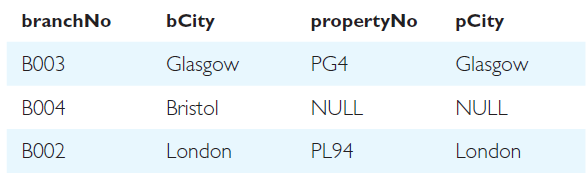 branchNo bCity propertyNo pCity
B003 Glasgow PG4 Glasgow
B004 Bristol NULL NULL
B002 London PL94 London